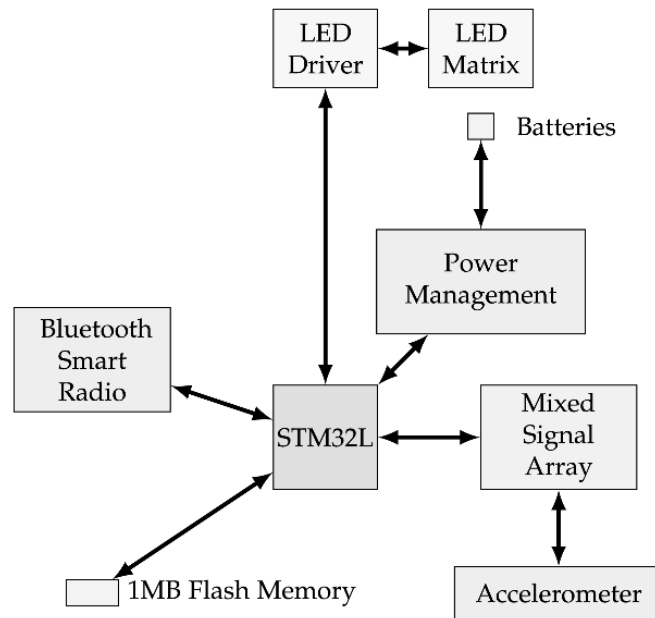 LED
Driver
LED
Matrix
Batteries
Power
Management
Bluetooth
Smart
Radio
STM32L
Mixed
Signal
Array
1MB Flash Memory
Accelerometer